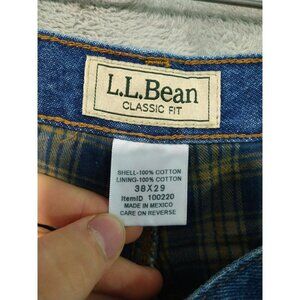 L.L.Bean
CLASSIC FIT
SHELL-100% COTTON
LINING-100% COTTON
38X29
ItemID 100220
MADE IN MEXICO
CARE ON REVERSE